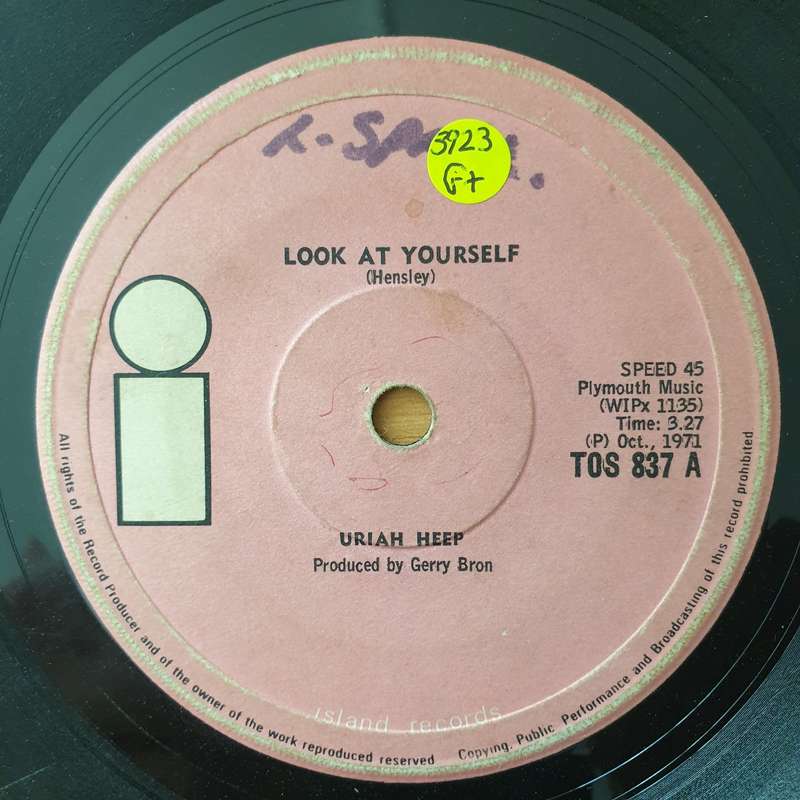 3923
G+
LOOK AT YOURSELF
(Hensley)
SPEED 45
Plymouth Music
(WIPx 1135)
Time: 3.27
(P) Oct., 1971
TOS 837 A
URIAH HEEP
Produced by Gerry Bron
island records
All rights of the Record Producer and of the owner of the work reproduced reserved
Copying, Public Performance and Broadcasting of this record prohibited